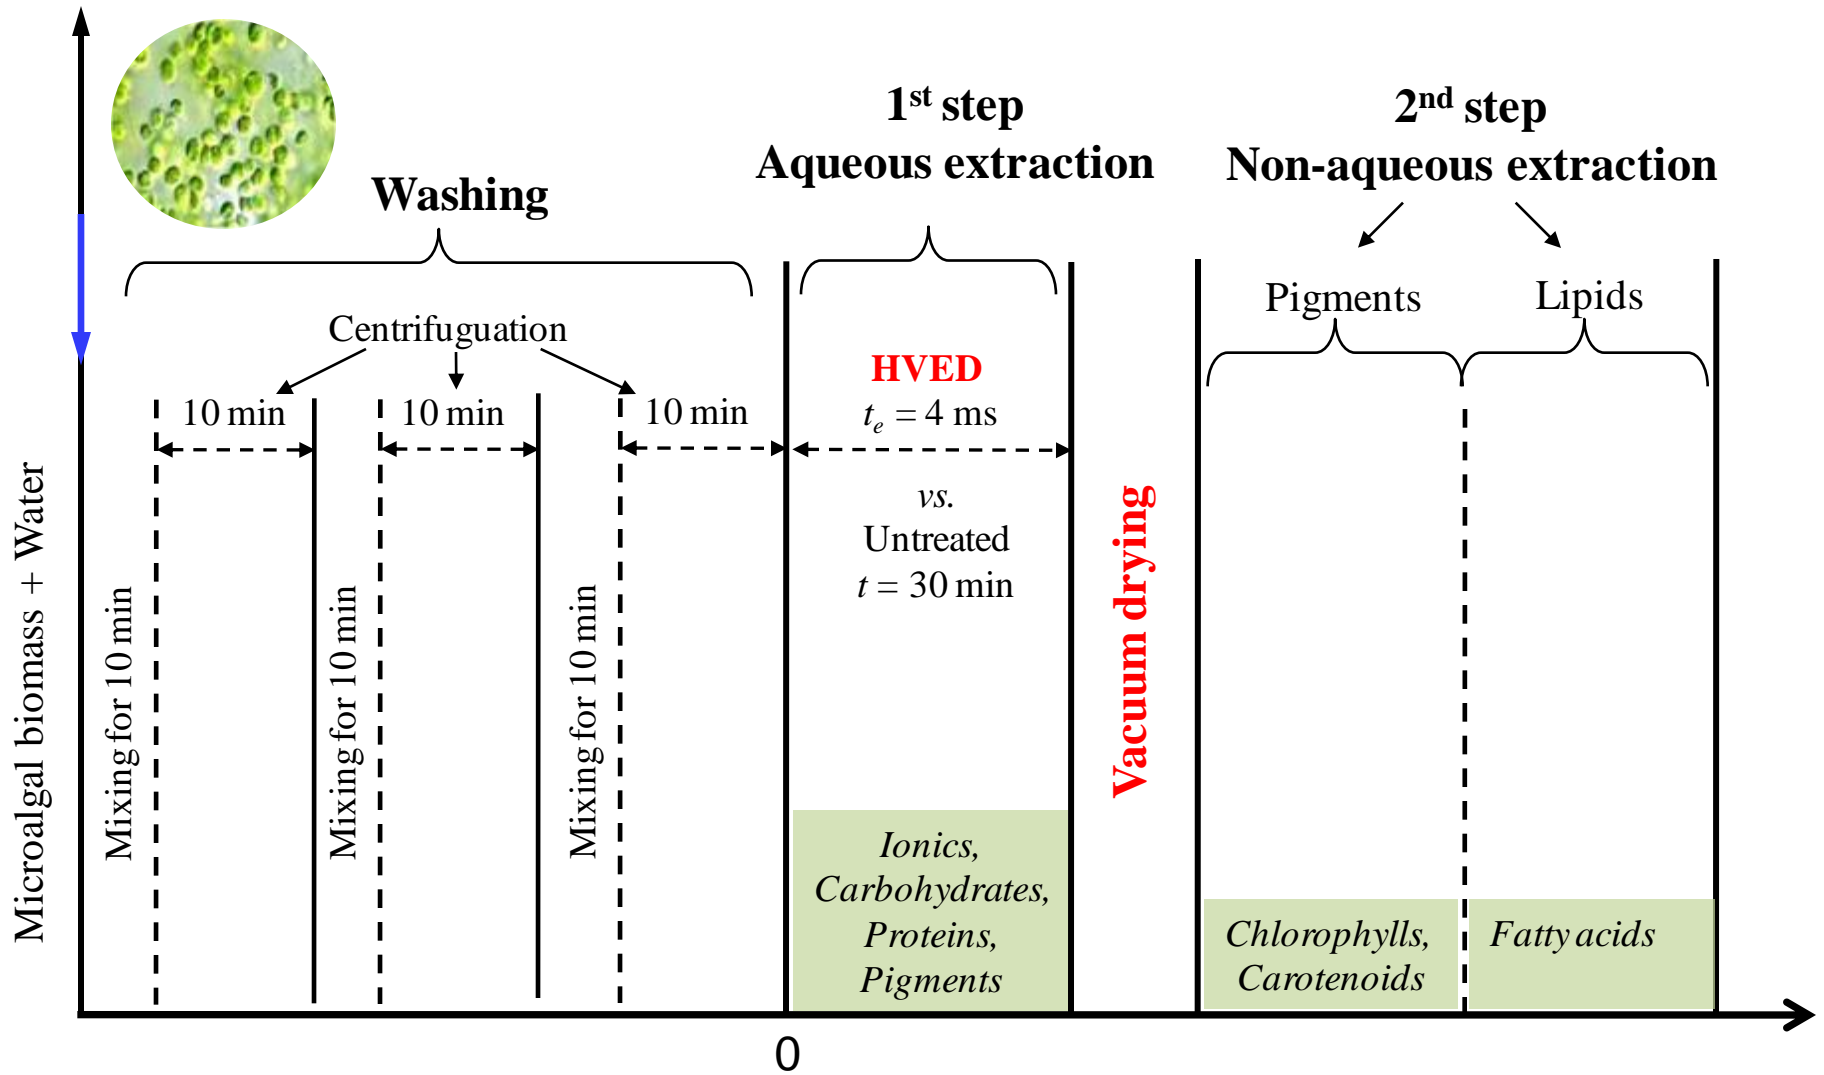 Microalgal biomass + Water
Washing
Centrifuguation
10 min
10 min
10 min
Mixing for 10 min
Mixing for 10 min
Mixing for 10 min
1st step
Aqueous extraction
HVED
te = 4 ms
vs.
Untreated
t = 30 min
Ionics,
Carbohydrates,
Proteins,
Pigments
Vacuum drying
2nd step
Non-aqueous extraction
Pigments
Lipids
Chlorophylls,
Carotenoids
Fatty acids
0